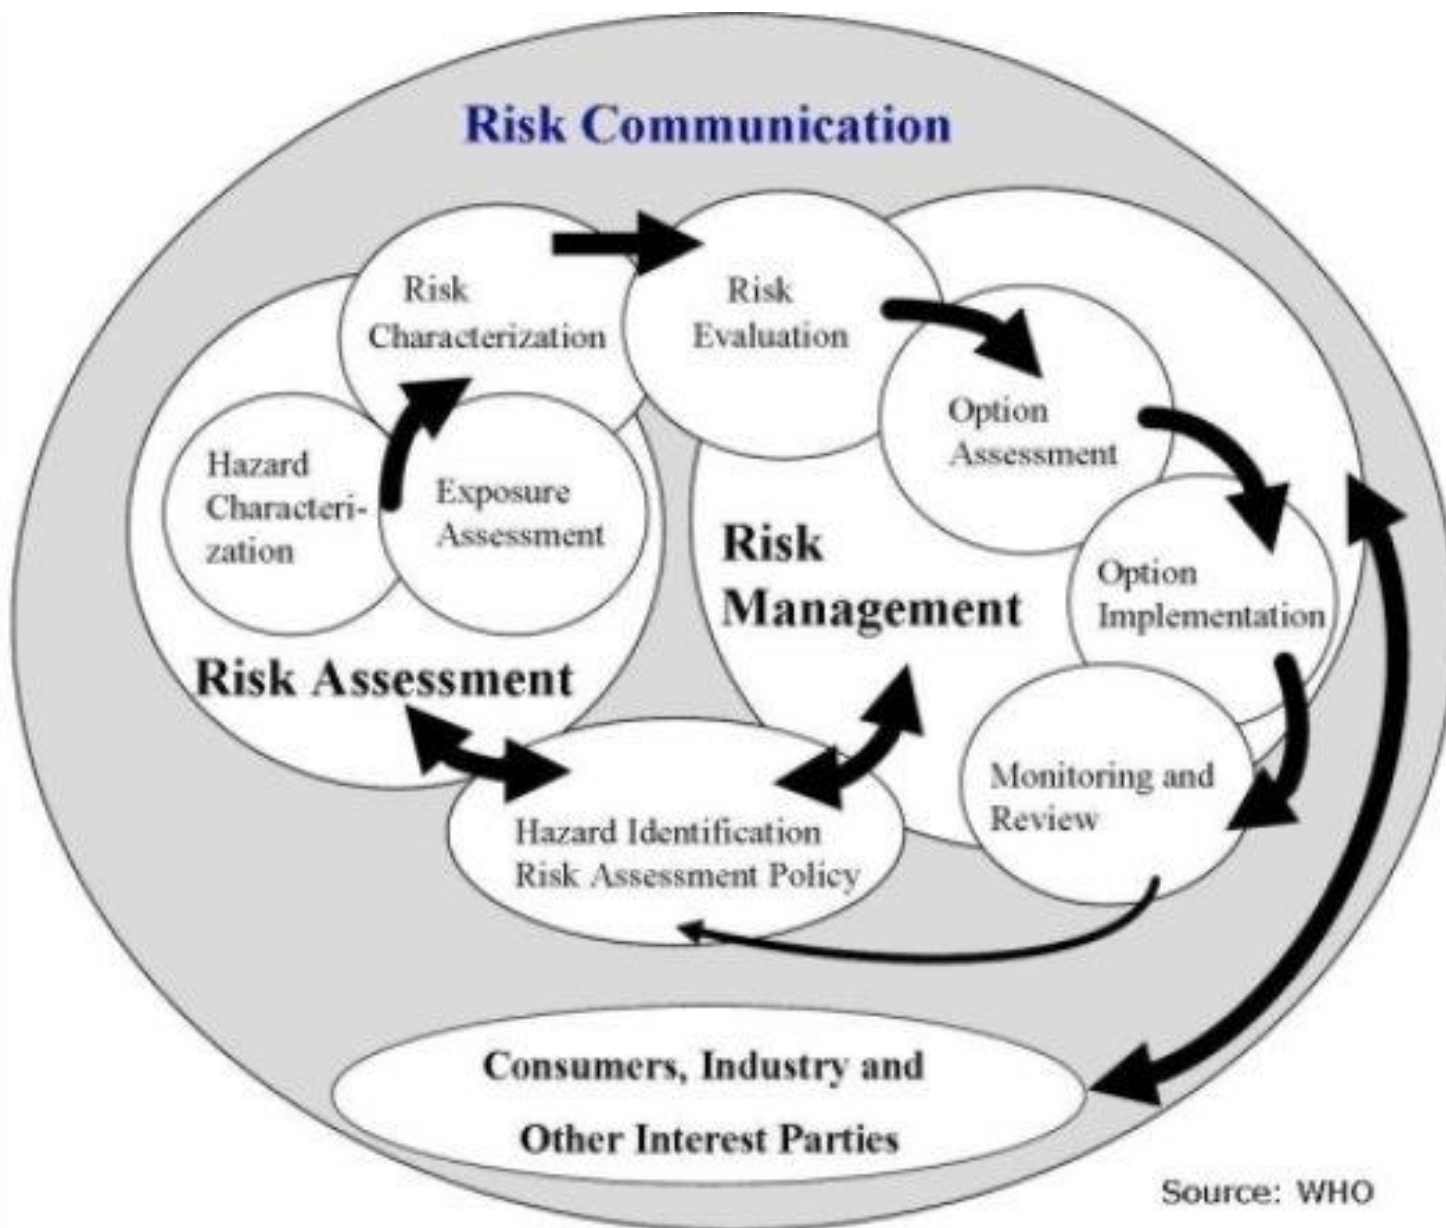 Risk Communication
Risk
Characterization
Risk
Evaluation
Option
Assessment
Hazard
Characteri-
zation
Exposure
Assessment
Risk
Management
Option
Implementation
Risk Assessment
Monitoring and
Review
Hazard Identification
Risk Assessment Policy
Consumers, Industry and
Other Interest Parties
Source: WHO